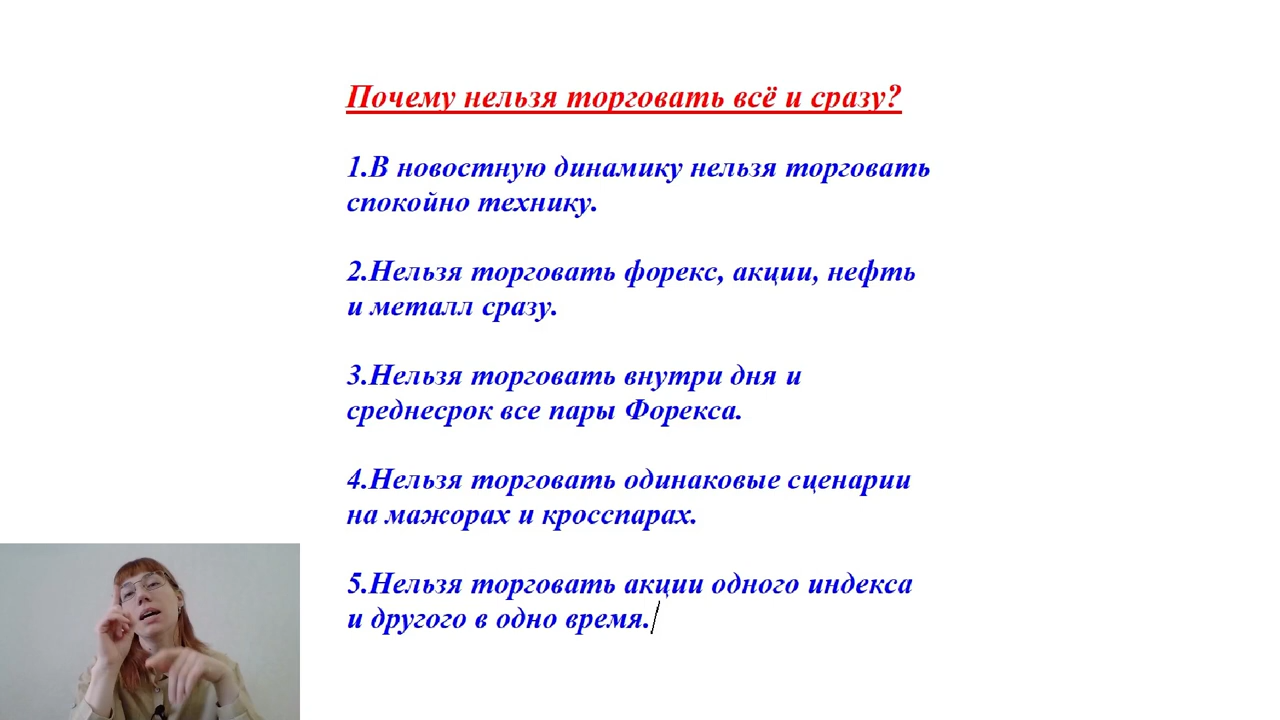 Почему нельзя торговать всё и сразу?
1.В новостную динамику нельзя торговать
спокойно технику.
2.Нельзя торговать форекс, акции, нефть
и металл сразу.
3.Нельзя торговать внутри дня и
среднесрок все пары Форекса.
4.Нельзя торговать одинаковые сценарии
на мажорах и кросспарах.
5.Нельзя торговать акции одного индекса
и другого в одно время.